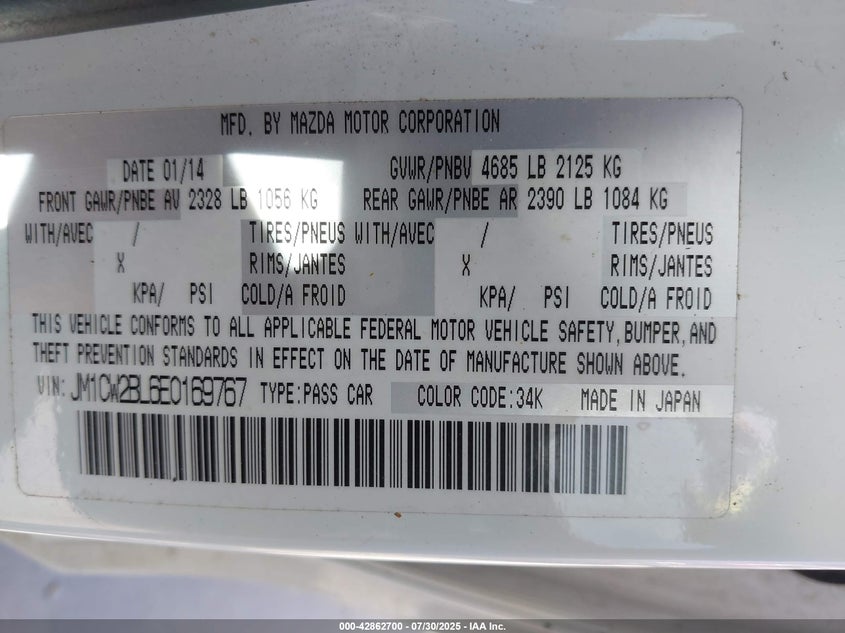 MFD. BY MAZDA MOTOR CORPORATION
DATE 01/14 GVWR/PNBV 4685 LB 2125 KG
FRONT GAWR/PNBE AV 2328 LB 1056 KG REAR GAWR/PNBE AR 2390 LB 1084 KG
WITH/AVEC / TIRES/PNEUS WITH/AVEC / TIRES/PNEUS
X RIMS/JANTES X RIMS/JANTES
KPA/ PSI COLD/A FROID KPA/ PSI COLD/A FROID
THIS VEHICLE CONFORMS TO ALL APPLICABLE FEDERAL MOTOR VEHICLE SAFETY, BUMPER, AND
THEFT PREVENTION STANDARDS IN EFFECT ON THE DATE OF MANUFACTURE SHOWN ABOVE.
VIN: JM1CW2BL6E0169767 TYPE:PASS CAR COLOR CODE:34K MADE IN JAPAN
000-42862700 - 07/30/2025 - IAA Inc.